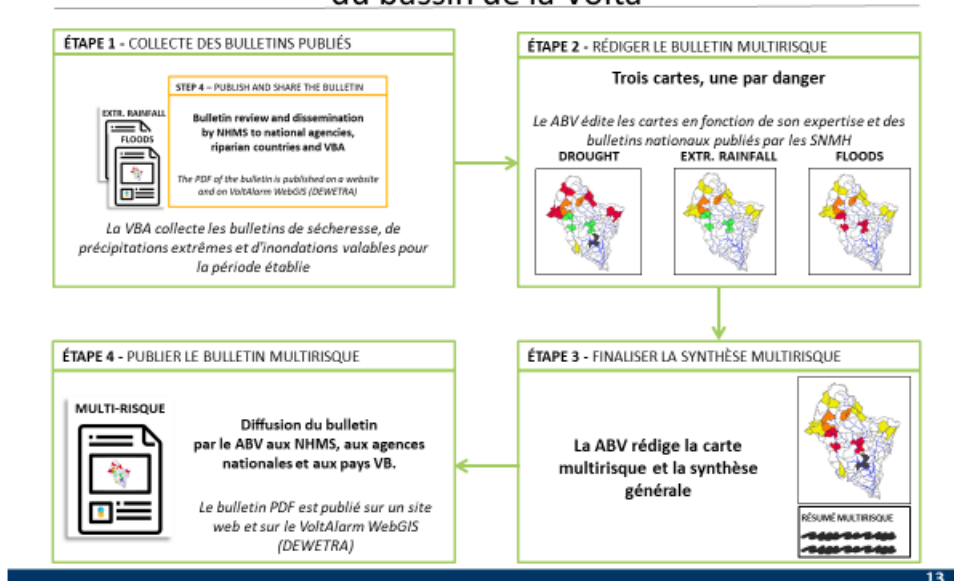 du bassin de la Volta
ÉTAPE 1 - COLLECTE DES BULLETINS PUBLIÉS
EXTR. RAINFALL
FLOODS
STEP 4 – PUBLISH AND SHARE THE BULLETIN
Bulletin review and dissemination
by NHMS to national agencies,
riparian countries and VBA
The PDF of the bulletin is published on a website
and on VoltAlarm WebGIS (DEWETRA)
La VBA collecte les bulletins de sécheresse, de
précipitations extrêmes et d'inondations valables pour
la période établie
ÉTAPE 2 - RÉDIGER LE BULLETIN MULTIRISQUE
Trois cartes, une par danger
Le ABV édite les cartes en fonction de son expertise et des
bulletins nationaux publiés par les SNMH
DROUGHT EXTR. RAINFALL FLOODS
ÉTAPE 3 - FINALISER LA SYNTHÈSE MULTIRISQUE
La ABV rédige la carte
multirisque et la synthèse
générale
RÉSUMÉ MULTIRISQUE
ÉTAPE 4 - PUBLIER LE BULLETIN MULTIRISQUE
MULTI-RISQUE
Diffusion du bulletin
par le ABV aux NHMS, aux agences
nationales et aux pays VB.
Le bulletin PDF est publié sur un site
web et sur le VoltAlarm WebGIS
(DEWETRA)
13